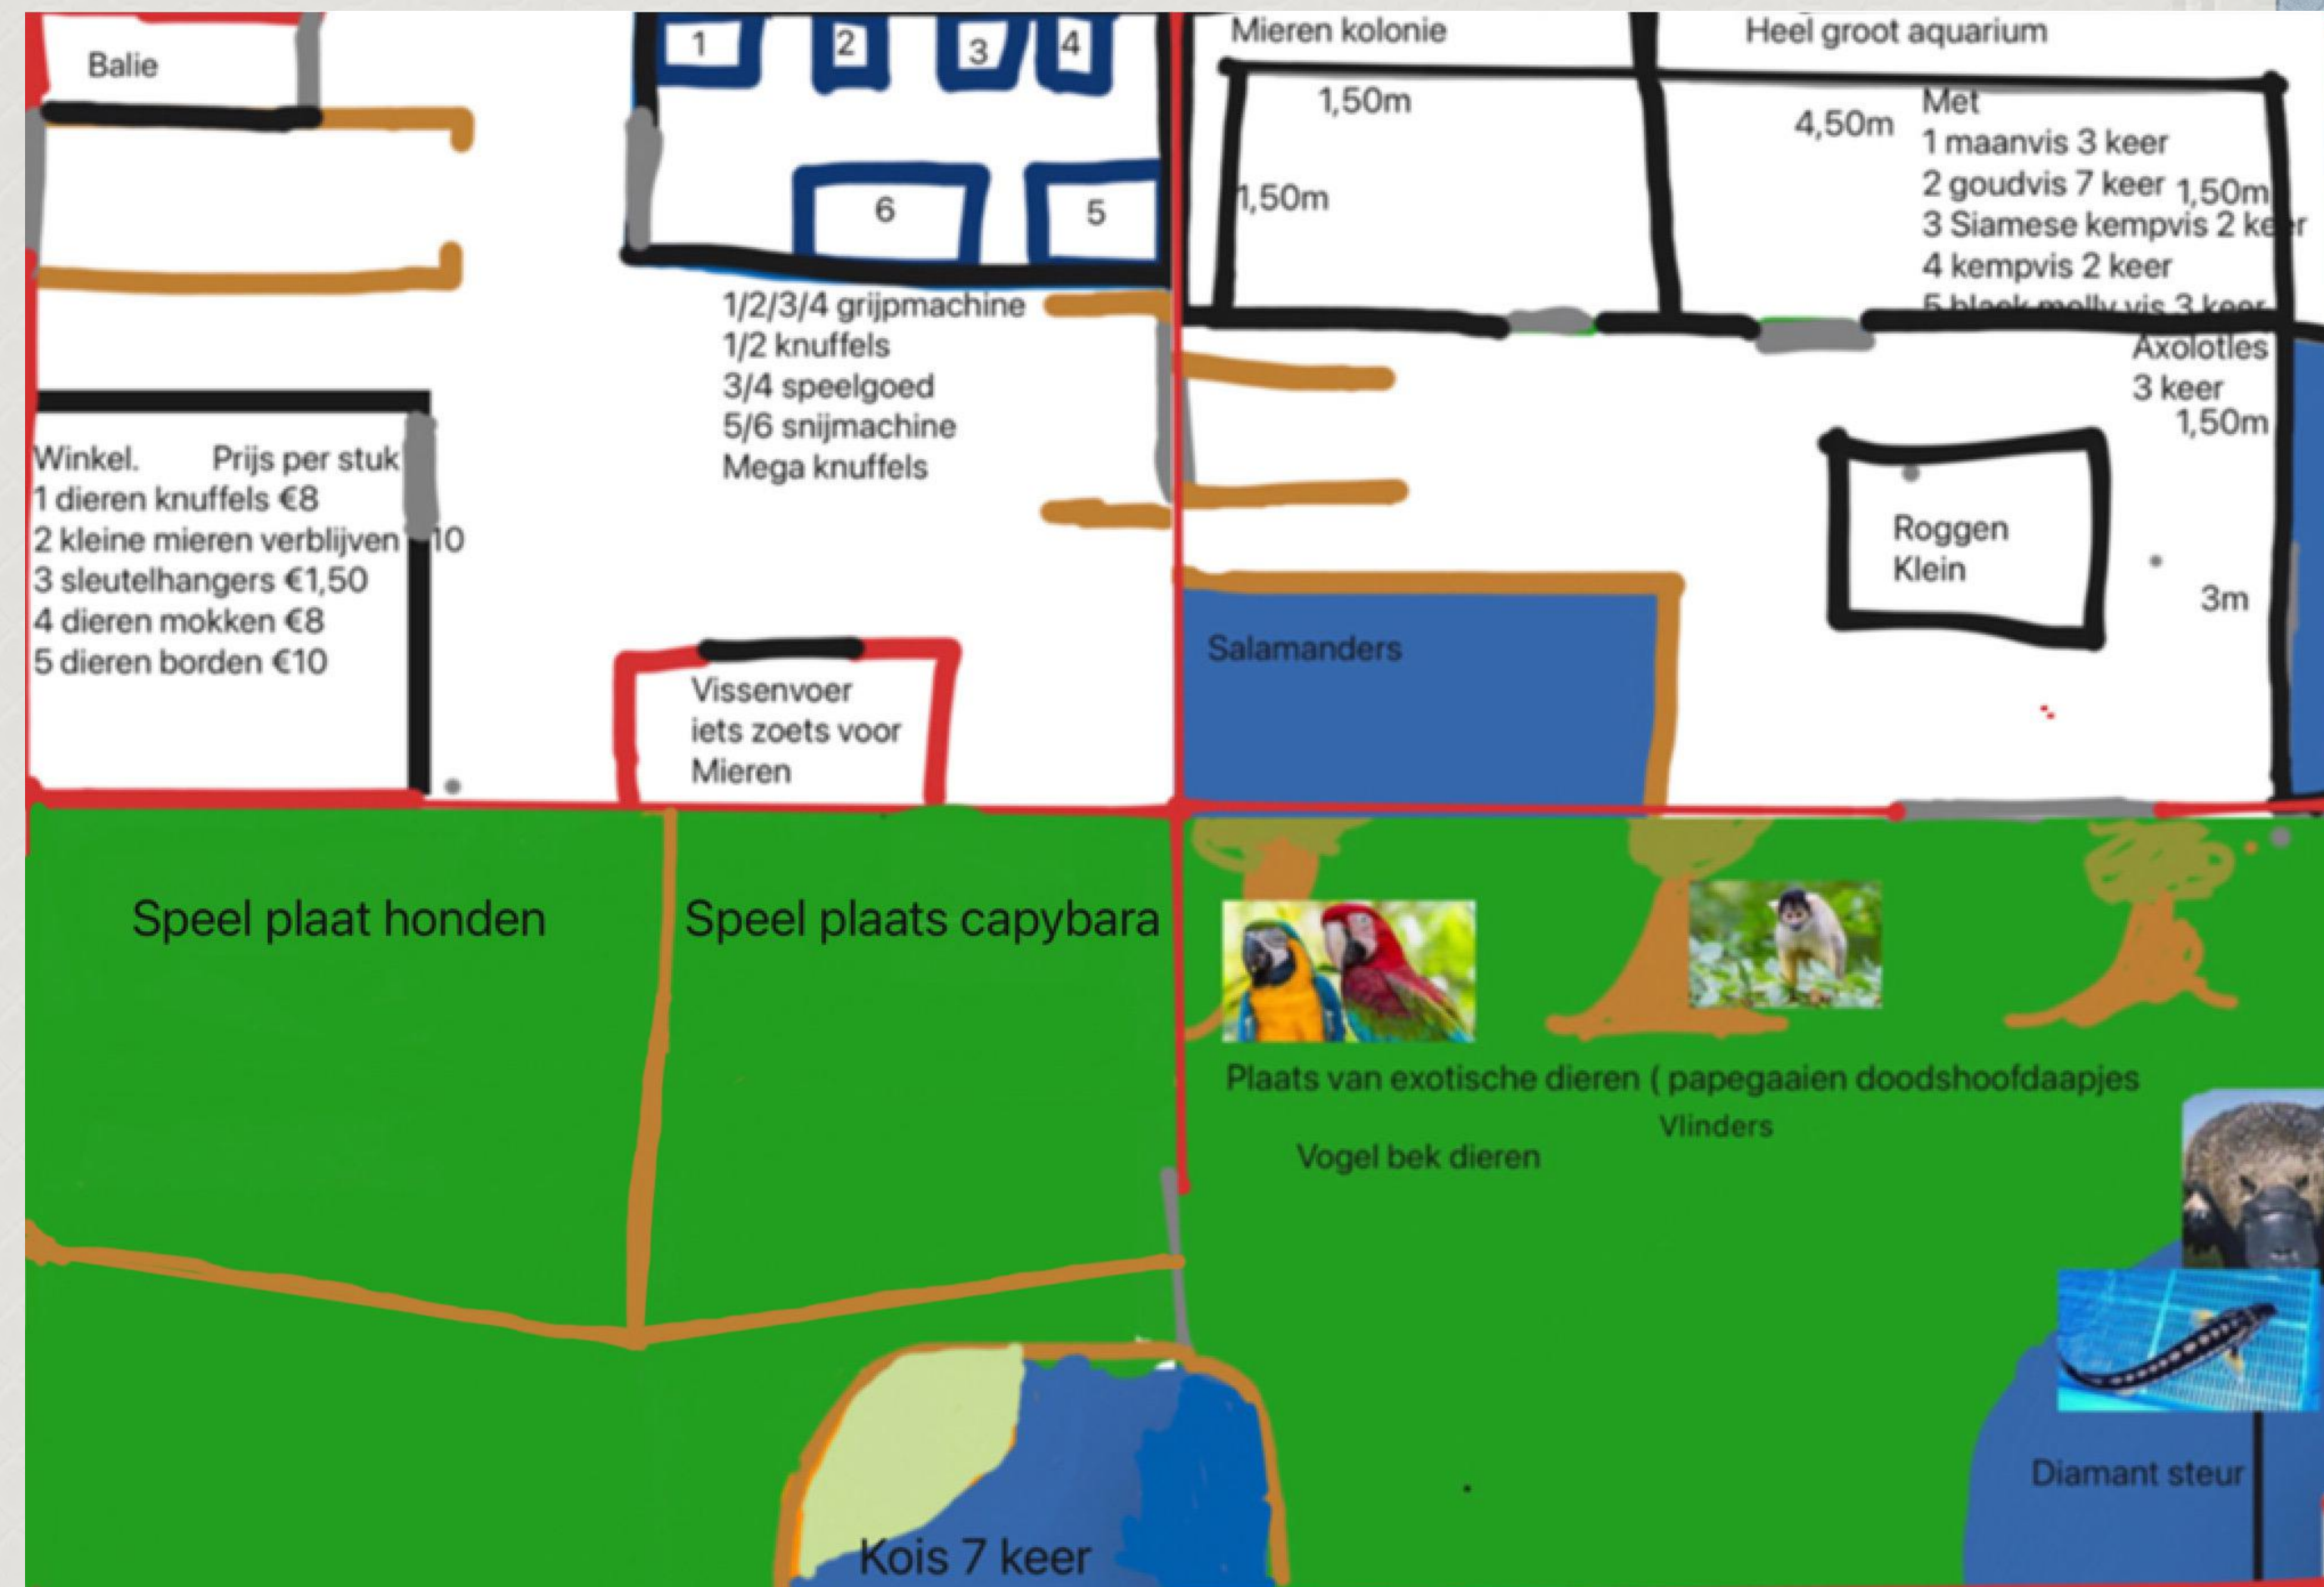 Balie
1
2
3
4
6
5
1/2/3/4 grijpmachine
1/2 knuffels
3/4 speelgoed
5/6 snijmachine
Mega knuffels
Winkel. Prijs per stuk
1 dieren knuffels €8
2 kleine mieren verblijven 10
3 sleutelhangers €1,50
4 dieren mokken €8
5 dieren borden €10
Vissenvoer
iets zoets voor
Mieren
Mieren kolonie
1,50m
1,50m
Heel groot aquarium
4,50m
Met
1 maanvis 3 keer
2 goudvis 7 keer
1,50m
3 Siamese kempvis 2 keer
4 kempvis 2 keer
5 black molly vis 3 keer
Axolotles
3 keer
1,50m
Roggen
Klein
3m
Salamanders
Speel plaat honden
Speel plaats capybara
Plaats van exotische dieren ( papegaaien doodshoofdaapjes
Vlinders
Vogel bek dieren
Diamant steur
Kois 7 keer